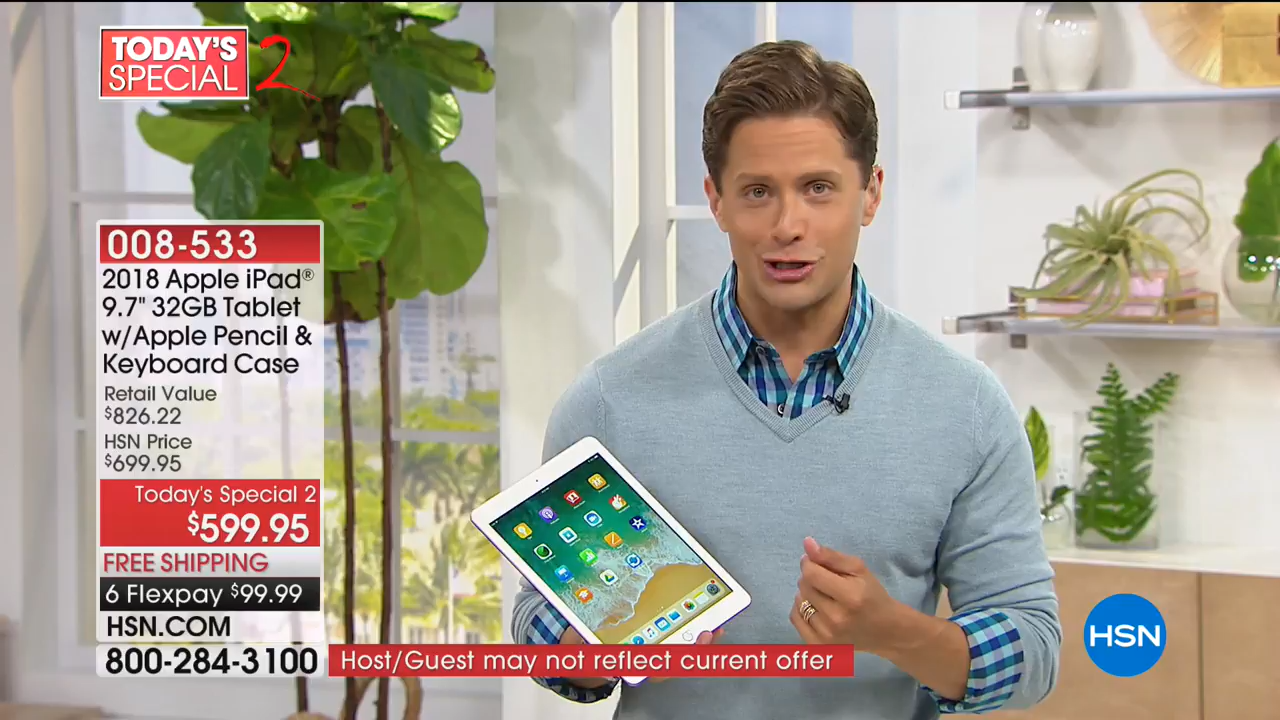 TODAY'S
SPECIAL 2
008-533
2018 Apple iPad®
9.7" 32GB Tablet
w/Apple Pencil &
Keyboard Case
Retail Value
$826.22
HSN Price
$699.95
Today's Special 2
$599.95
FREE SHIPPING
6 Flexpay $99.99
HSN.COM
800-284-3100
Host/Guest may not reflect current offer
HSN